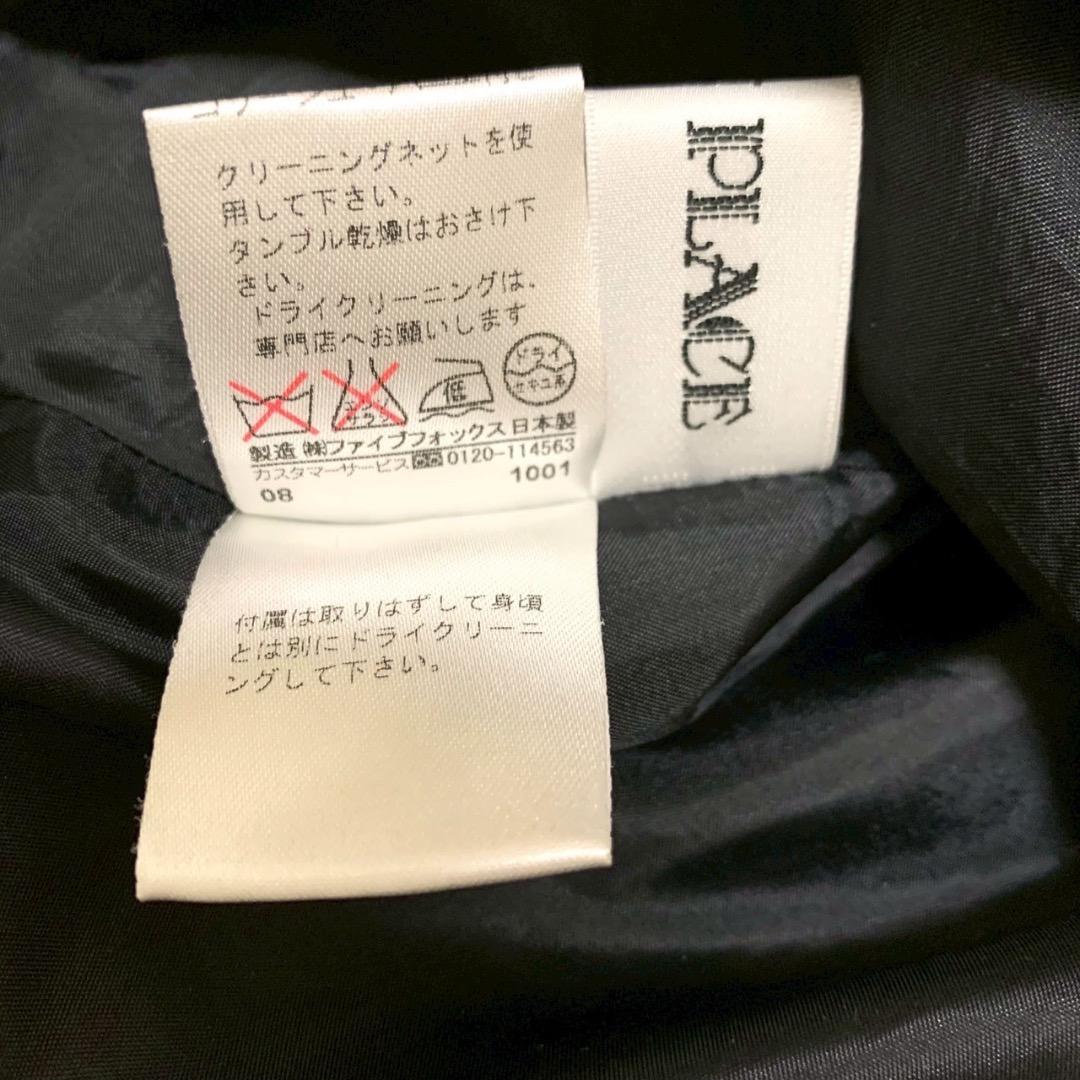 クリーニングネットを使
用して下さい。
タンブル乾燥はおさけ下
さい。
ドライクリーニングは、
専門店へお願いします
エンソサラシ
低
ドライ
セキユ系
製造 ㈱ファイブフォックス 日本製
カスタマーサービス 0120-114563
08 1001
付属は取りはずして身頃
とは別にドライクリーニ
ングして下さい。
PLACE